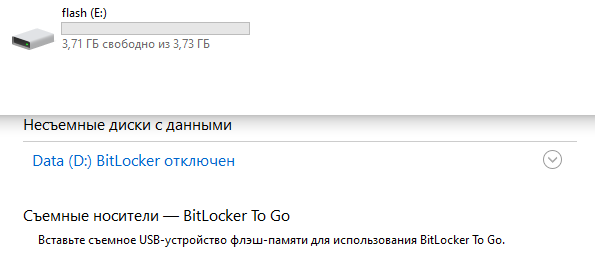 flash (E:)
3,71 ГБ свободно из 3,73 ГБ
Несъемные диски с данными
Data (D:) BitLocker отключен
Съемные носители — BitLocker To Go
Вставьте съемное USB-устройство флэш-памяти для использования BitLocker To Go.